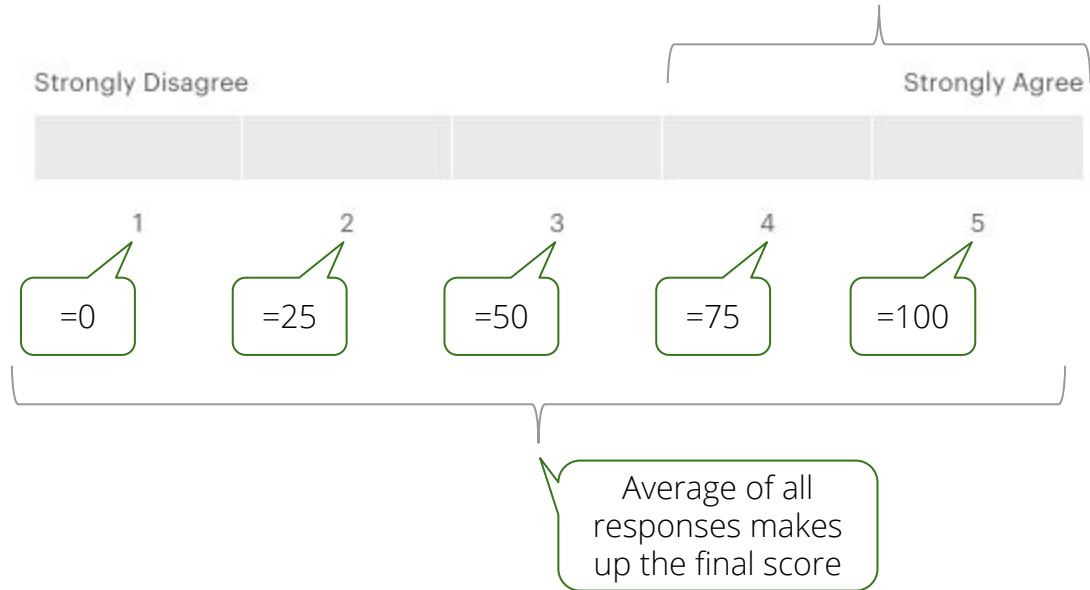 Strongly Disagree Strongly Agree
1 2 3 4 5
=0 =25 =50 =75 =100
Average of all
responses makes
up the final score